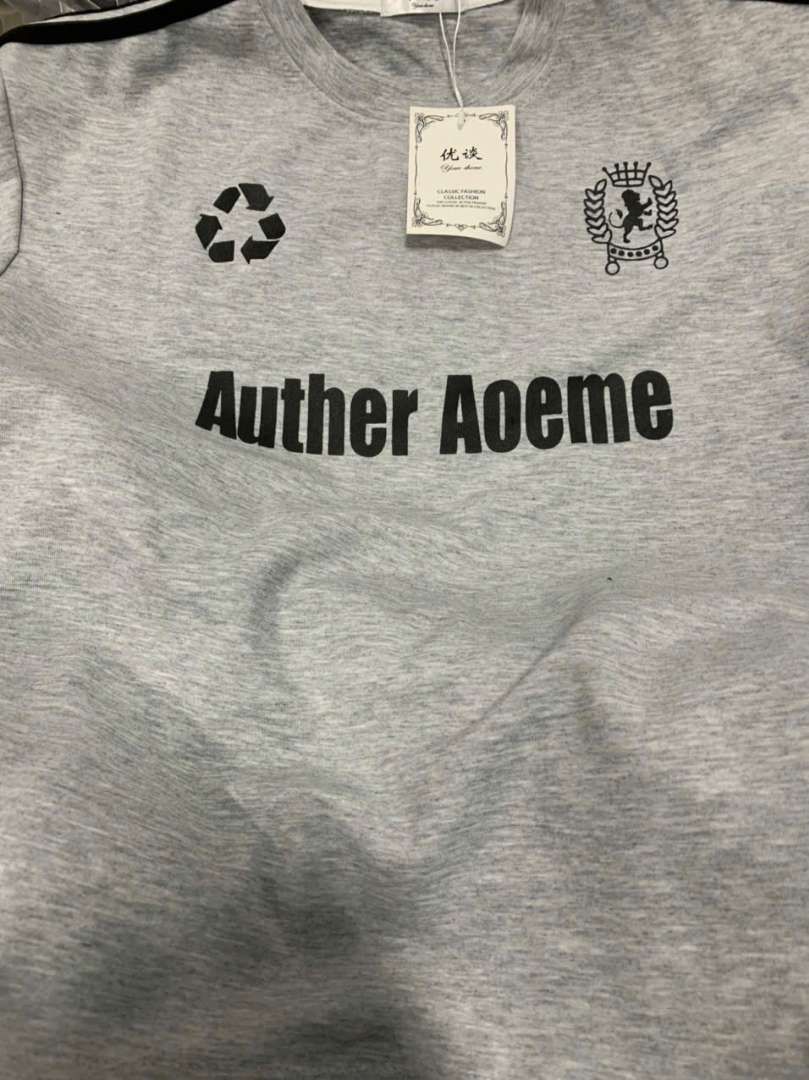 优谈
CLASSIC FASHION
COLLECTION
Auther Aoeme